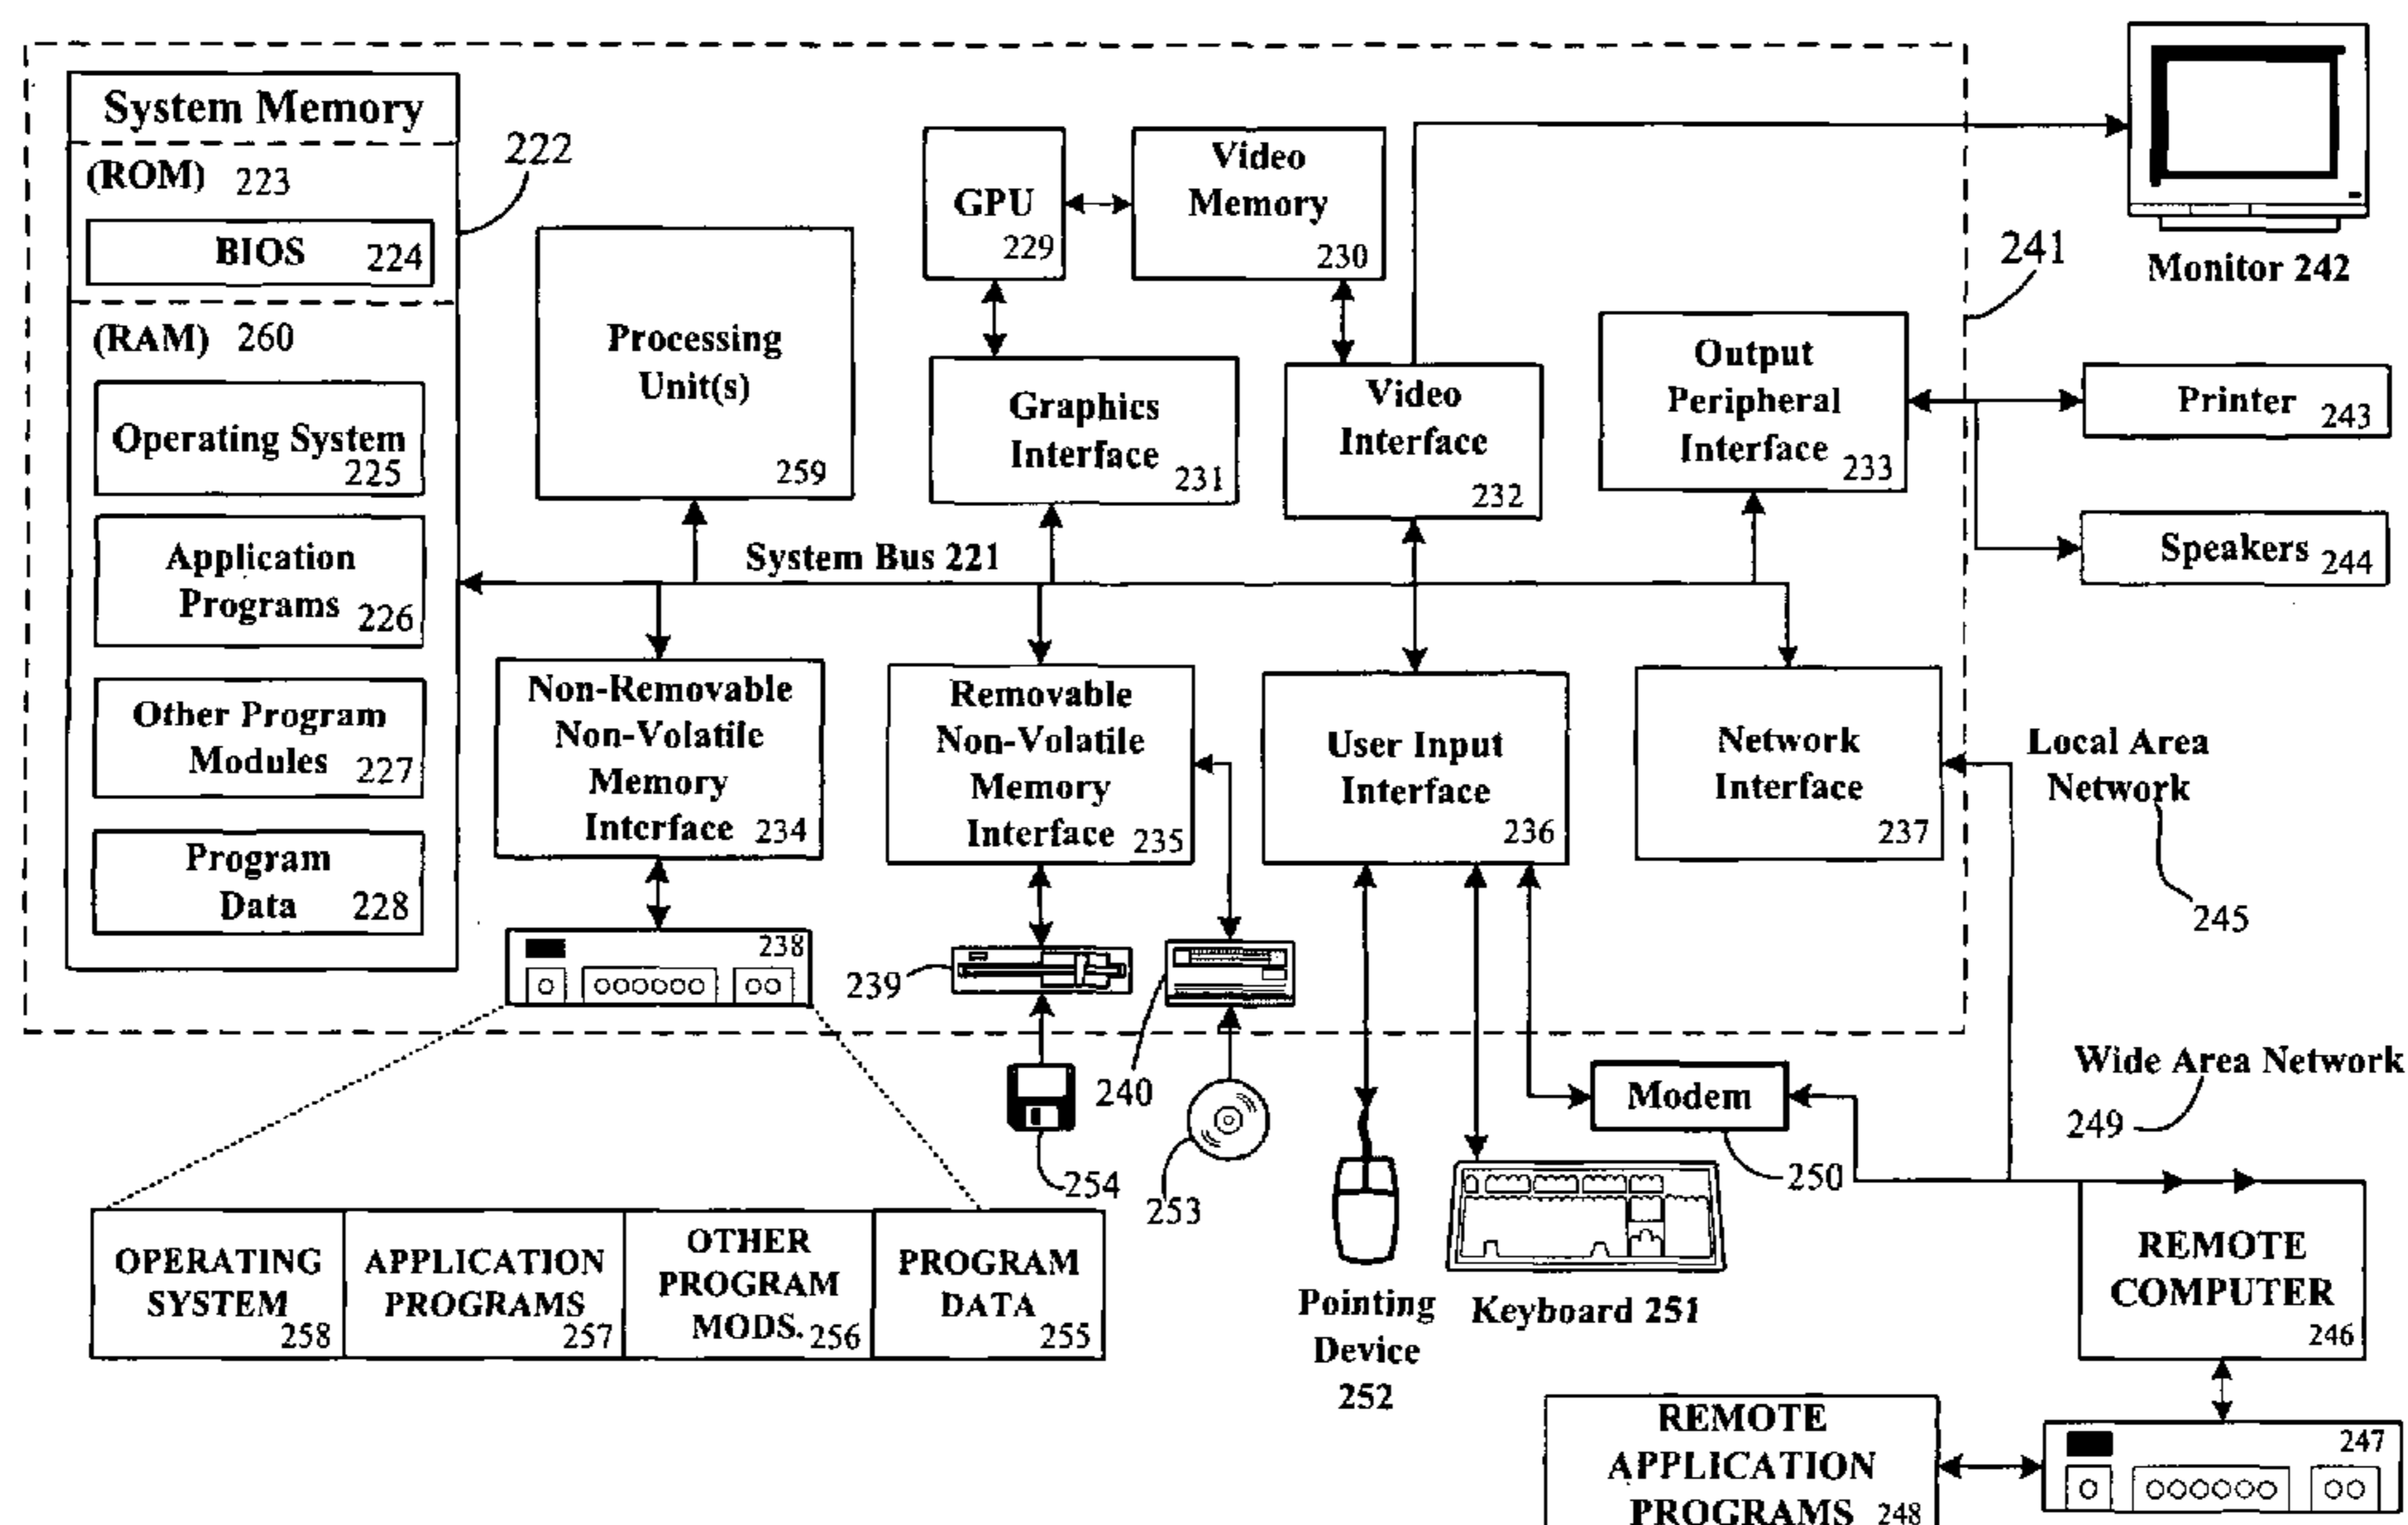 System Memory
(ROM) 223
BIOS 224
222
(RAM) 260
Operating System
225
Application
Programs 226
Other Program
Modules 227
Program
Data 228
Processing
Unit(s)
259
GPU
229
Video
Memory
230
Graphics
Interface
231
Video
Interface
232
Output
Peripheral
Interface 233
241
Monitor 242
Printer 243
Speakers 244
System Bus 221
Non-Removable
Non-Volatile
Memory
Interface 234
Removable
Non-Volatile
Memory
Interface 235
User Input
Interface
236
Network
Interface
237
Local Area
Network
245
238
239
240
254
253
Modem
250
Wide Area Network
249
OPERATING
SYSTEM
258
APPLICATION
PROGRAMS
257
OTHER
PROGRAM
MODS. 256
PROGRAM
DATA
255
Pointing
Device
252
Keyboard 251
REMOTE
COMPUTER
246
247
REMOTE
APPLICATION
PROGRAMS 248